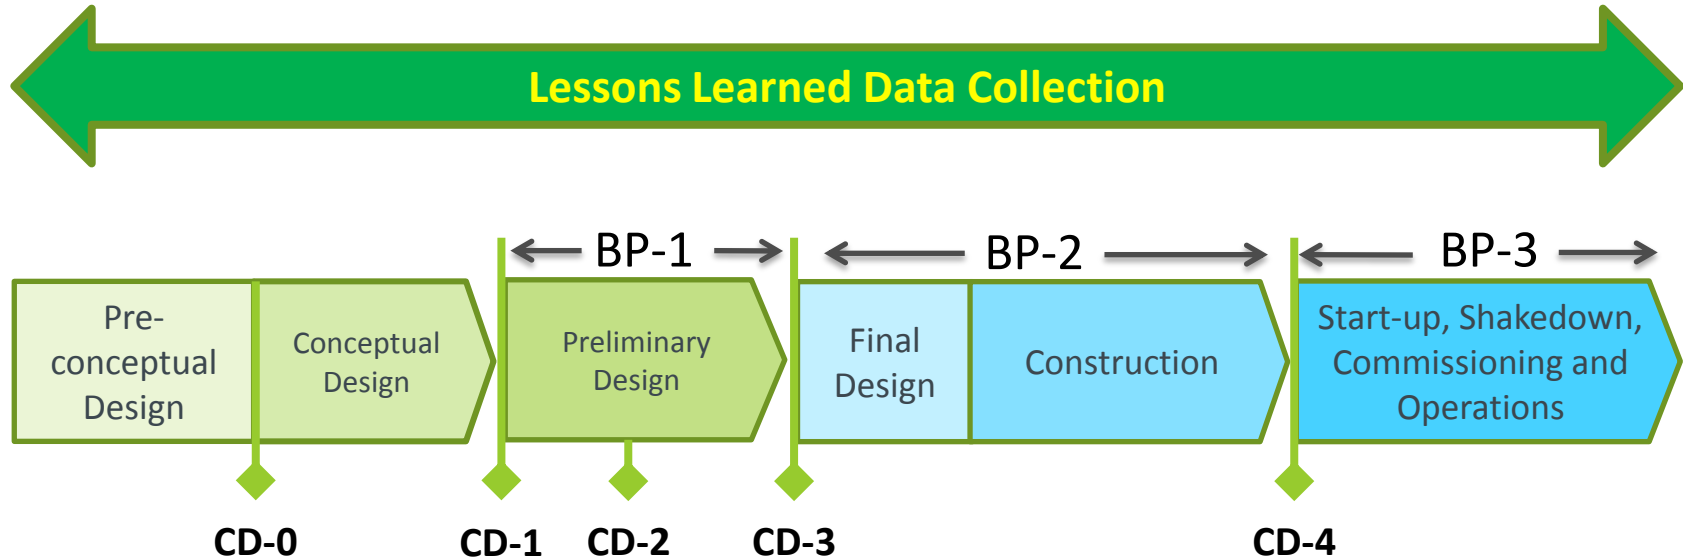 Lessons Learned Data Collection
BP-1
BP-2
BP-3
Pre-
conceptual
Design
Conceptual
Design
Preliminary
Design
Final
Design
Construction
Start-up, Shakedown,
Commissioning and
Operations
CD-0
CD-1
CD-2
CD-3
CD-4